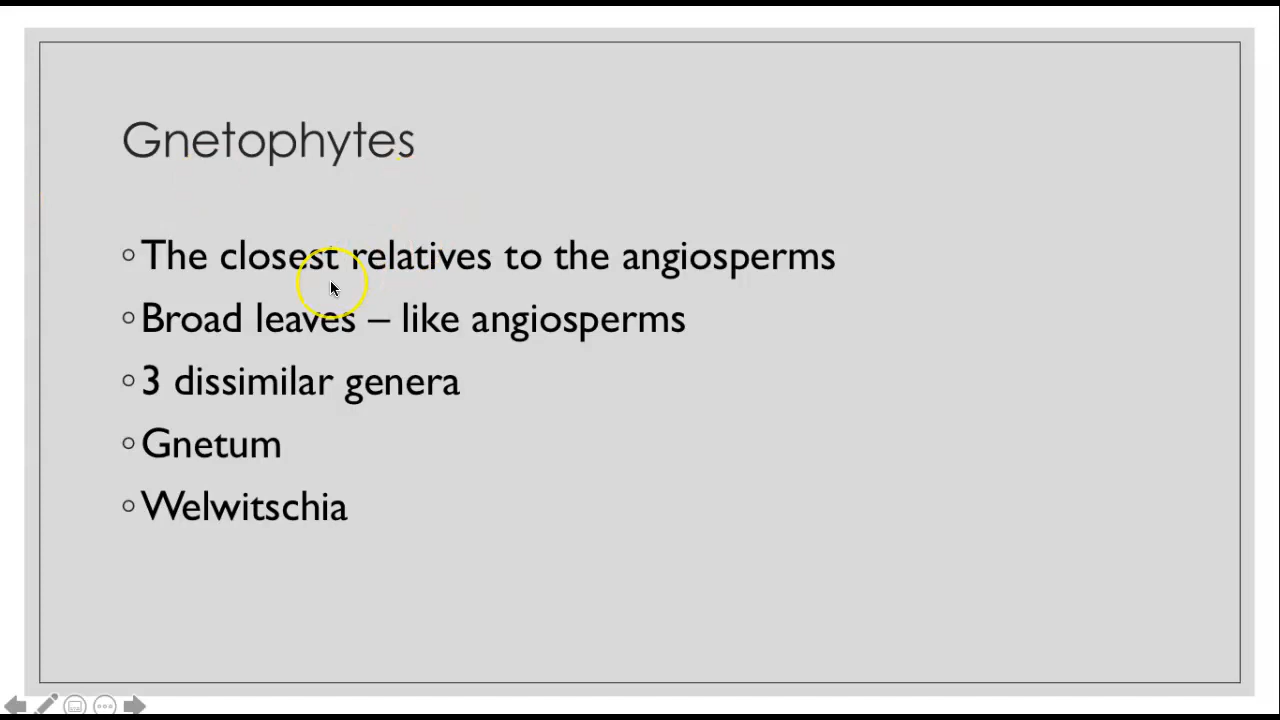 Gnetophytes
◦The closest relatives to the angiosperms
◦Broad leaves – like angiosperms
◦3 dissimilar genera
◦Gnetum
◦Welwitschia